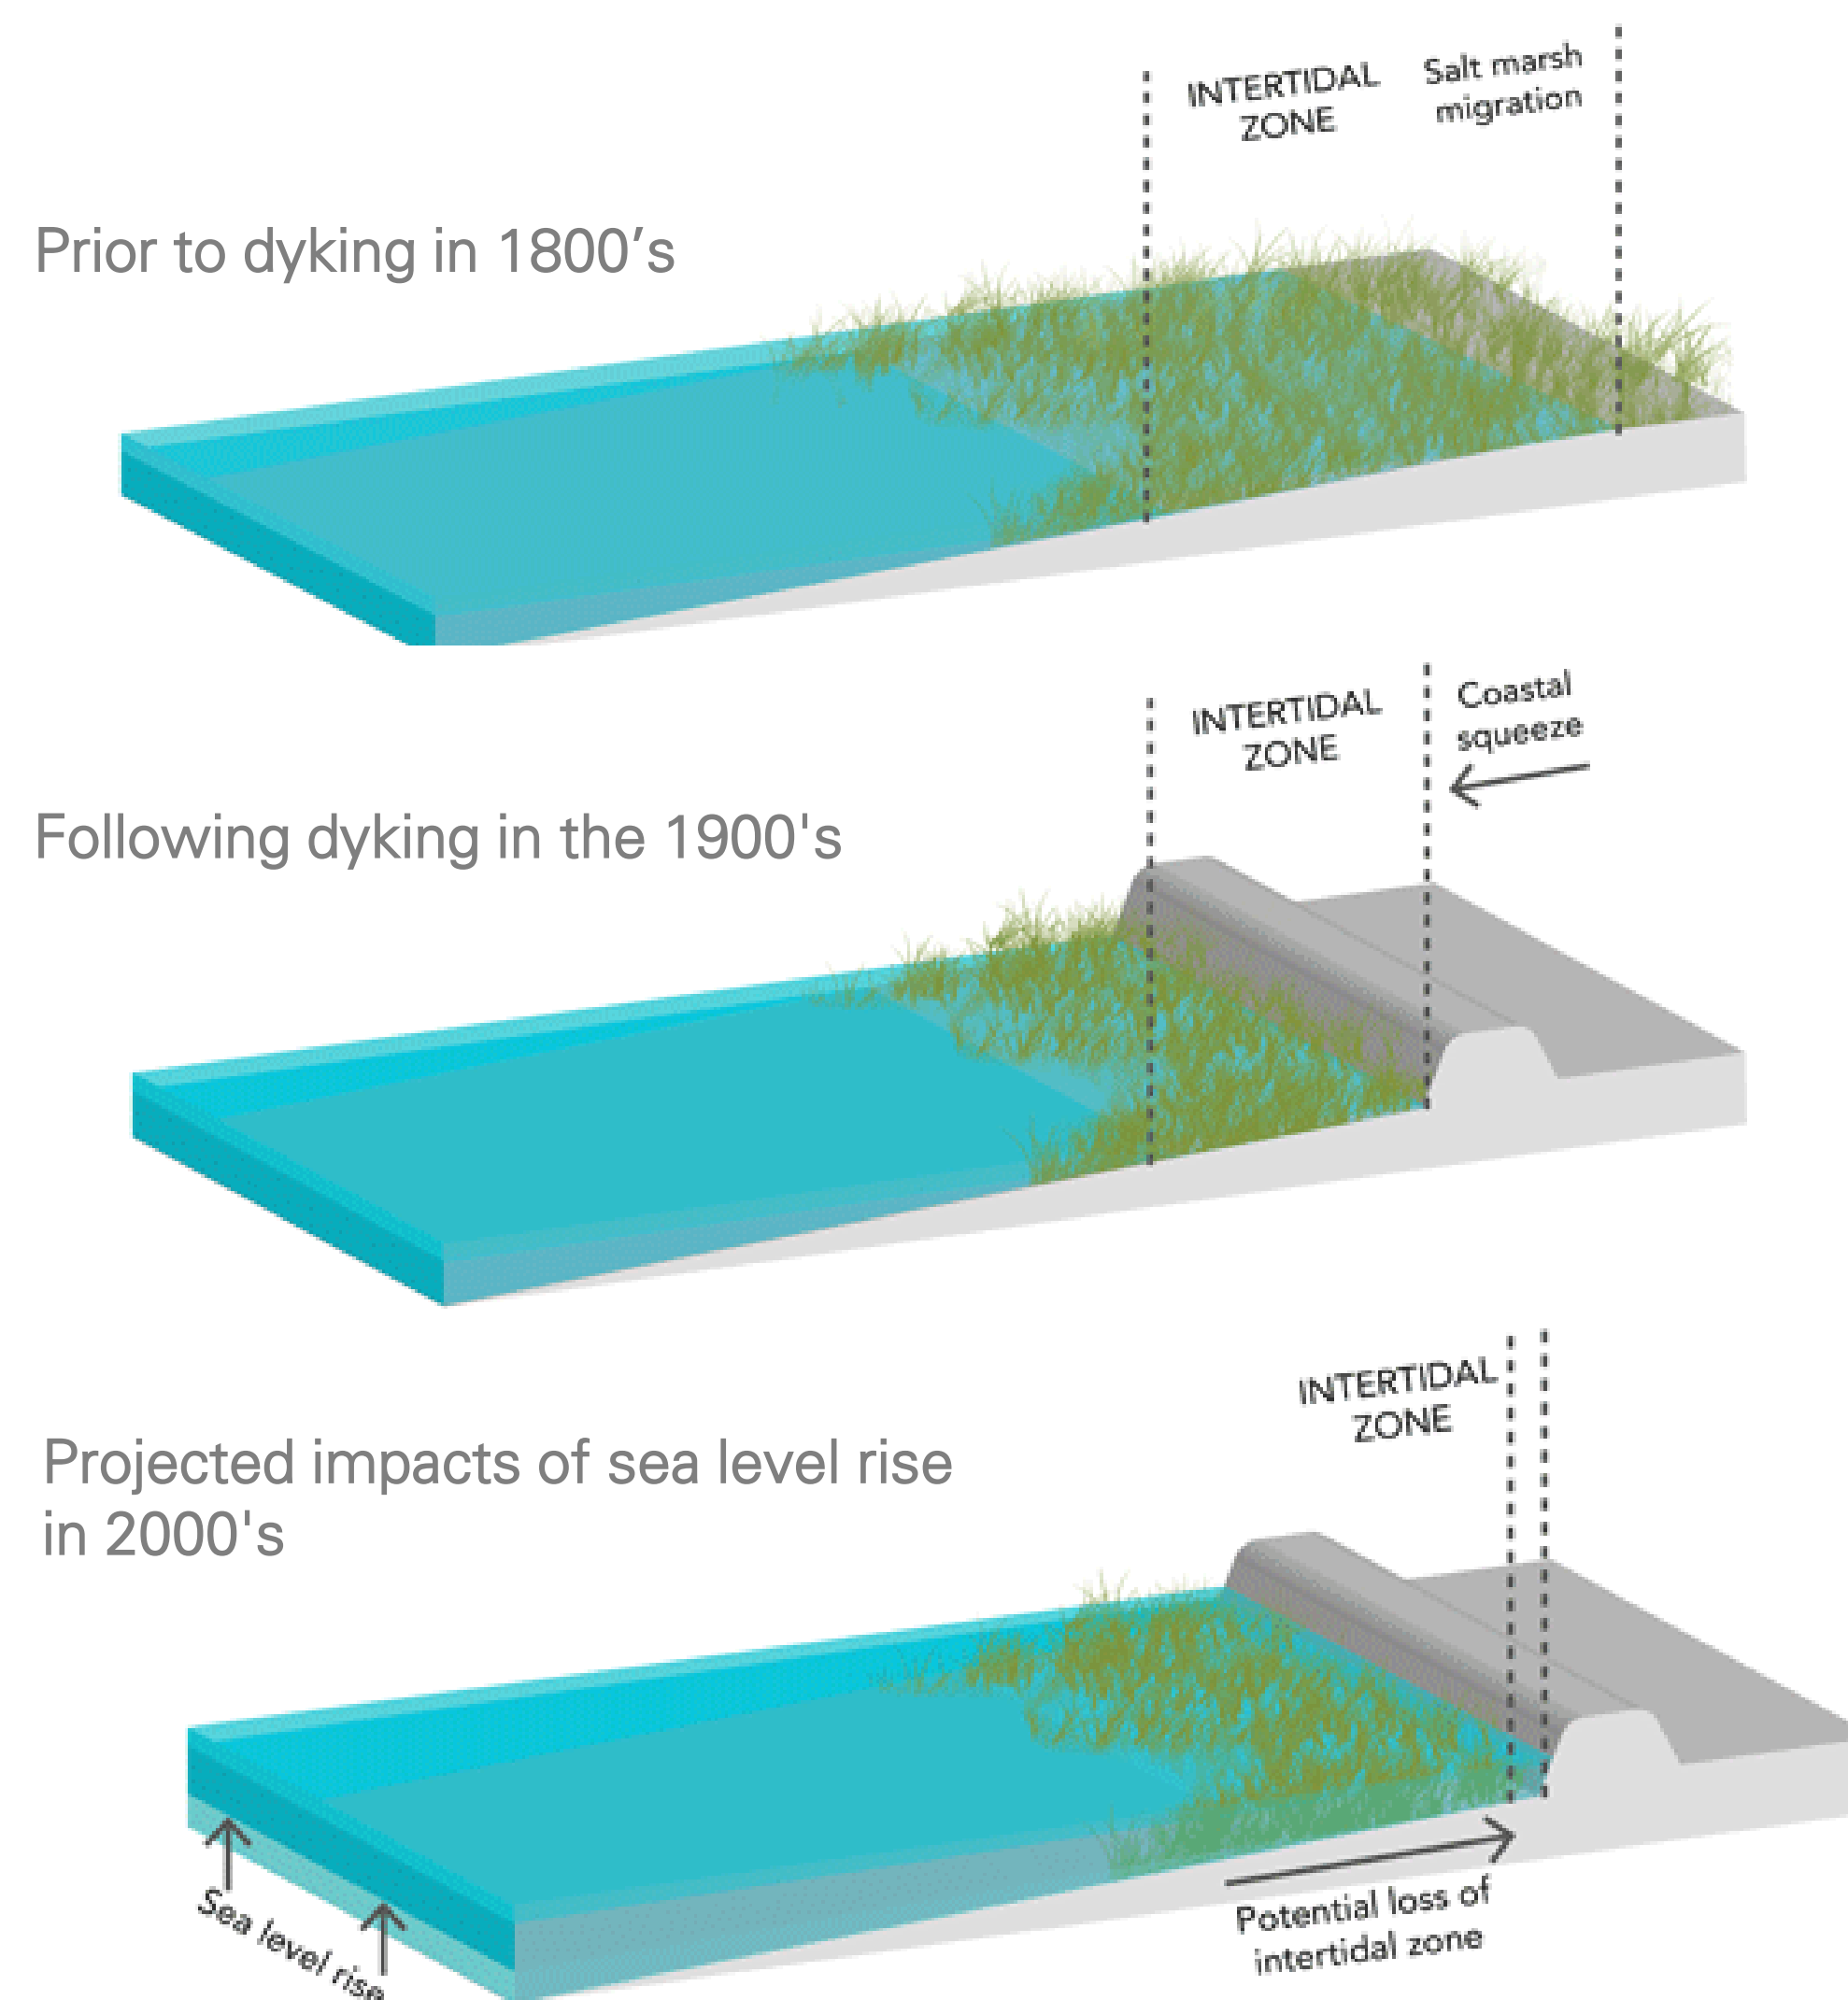 INTERTIDAL
ZONE
Salt marsh
migration
Prior to dyking in 1800’s
INTERTIDAL
ZONE
Coastal
squeeze
Following dyking in the 1900's
INTERTIDAL
ZONE
Projected impacts of sea level rise
in 2000's
Sea level rise
Potential loss of
intertidal zone